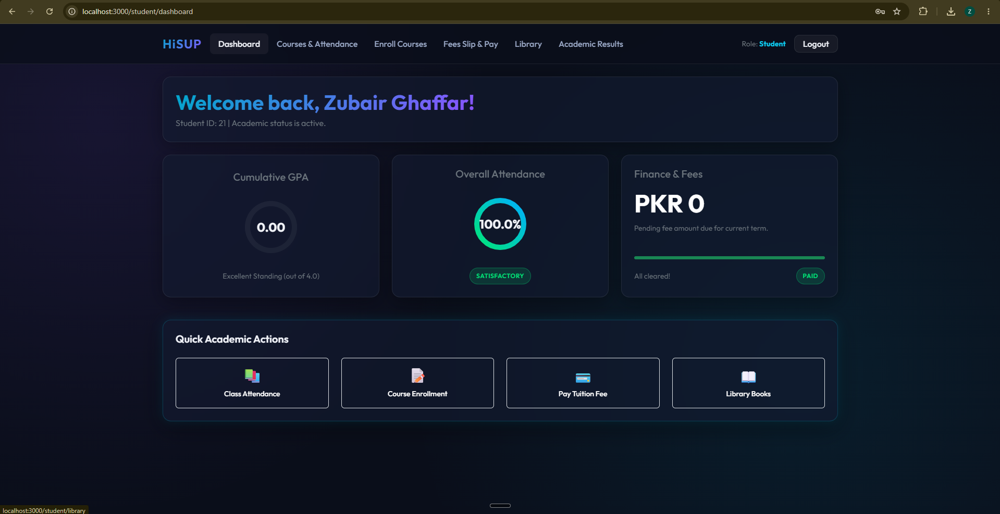 localhost:3000/student/dashboard
Z
HiSUP
Dashboard
Courses & Attendance
Enroll Courses
Fees Slip & Pay
Library
Academic Results
Role: Student
Logout
Welcome back, Zubair Ghaffar!
Student ID: 21 | Academic status is active.
Cumulative GPA
0.00
Excellent Standing (out of 4.0)
Overall Attendance
100.0%
SATISFACTORY
Finance & Fees
PKR 0
Pending fee amount due for current term.
All cleared!
PAID
Quick Academic Actions
Class Attendance
Course Enrollment
Pay Tuition Fee
Library Books
localhost:3000/student/library